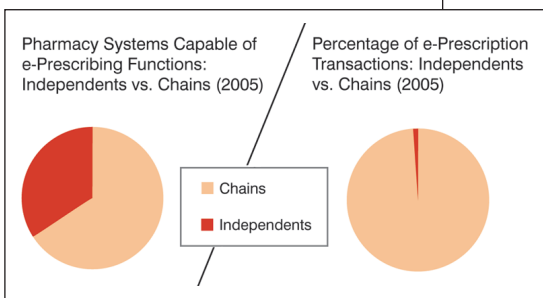 Pharmacy Systems Capable of
e-Prescribing Functions:
Independents vs. Chains (2005)
Percentage of e-Prescription
Transactions: Independents
vs. Chains (2005)
Chains
Independents